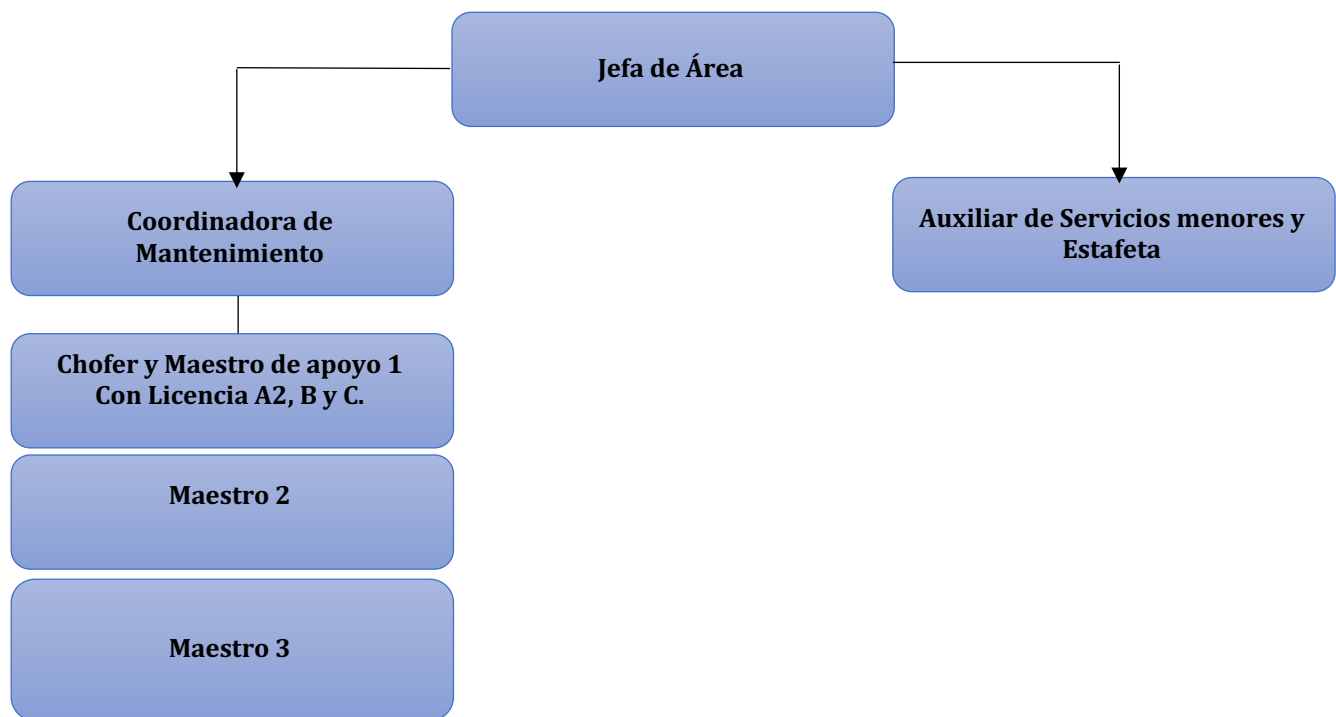 Jefa de Área
Coordinadora de
Mantenimiento
Auxiliar de Servicios menores y
Estafeta
Chofer y Maestro de apoyo 1
Con Licencia A2, B y C.
Maestro 2
Maestro 3